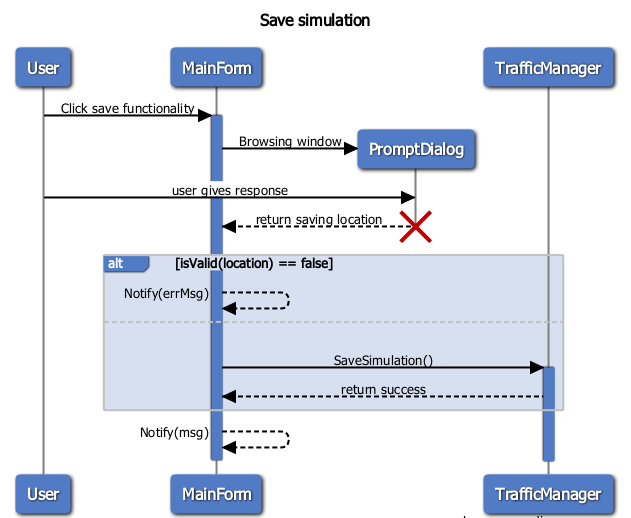 Save simulation
User
MainForm
TrafficManager
Click save functionality
Browsing window
PromptDialog
user gives response
return saving location
alt
[isValid(location) == false]
Notify(errMsg)
SaveSimulation()
return success
Notify(msg)
User
MainForm
TrafficManager